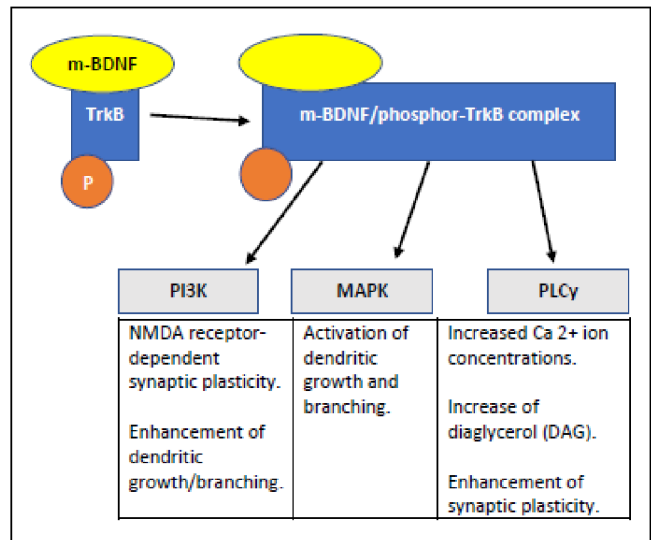 m-BDNF
TrkB
P
m-BDNF/phosphor-TrkB complex
PI3K
MAPK
PLCy
NMDA receptor-
dependent
synaptic plasticity.
Enhancement of
dendritic
growth/branching.
Activation of
dendritic
growth and
branching.
Increased Ca 2+ ion
concentrations.
Increase of
diaglycerol (DAG).
Enhancement of
synaptic plasticity.